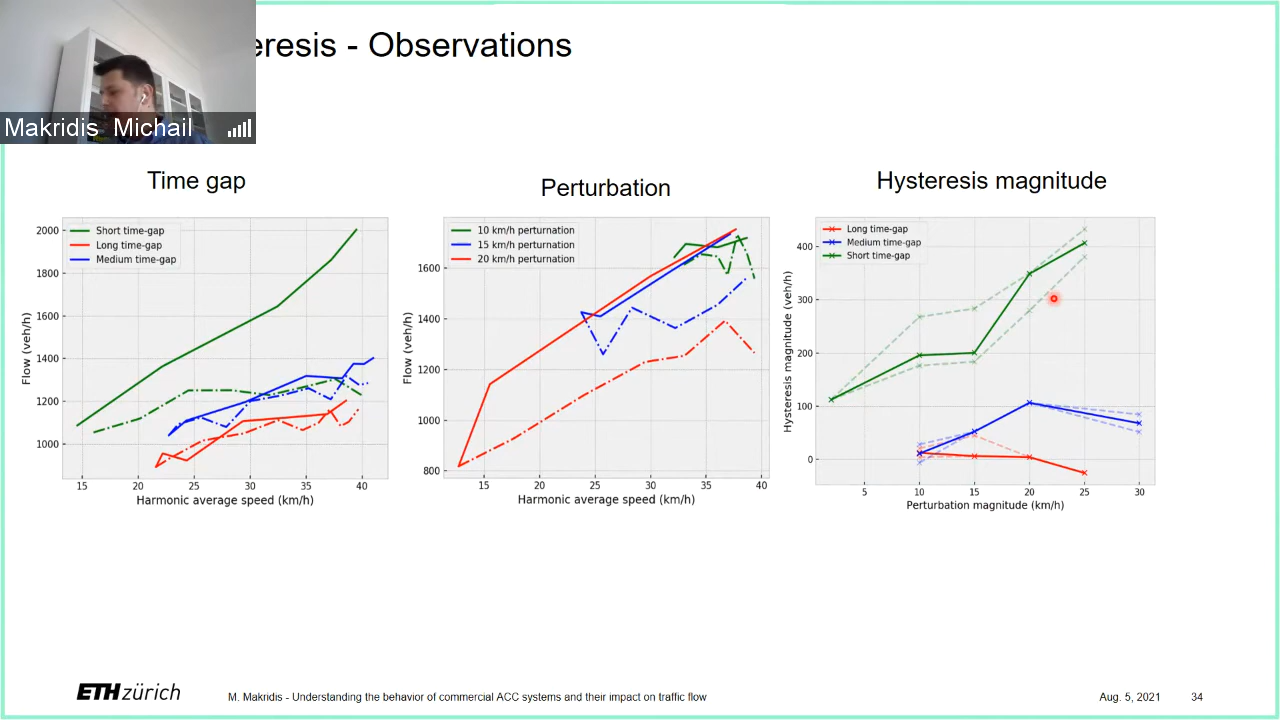 eresis - Observations
Makridis Michail
Time gap
Perturbation
Hysteresis magnitude
Short time-gap
Long time-gap
Medium time-gap
Flow (veh/h)
2000
1800
1600
1400
1200
1000
15 20 25 30 35 40
Harmonic average speed (km/h)
10 km/h perturnation
15 km/h perturnation
20 km/h perturnation
Flow (veh/h)
1600
1400
1200
1000
800
15 20 25 30 35 40
Harmonic average speed (km/h)
Long time-gap
Medium time-gap
Short time-gap
Hysteresis magnitude (veh/h)
400
300
200
100
0
5 10 15 20 25 30
Perturbation magnitude (km/h)
ETH zürich
M. Makridis - Understanding the behavior of commercial ACC systems and their impact on traffic flow
Aug. 5, 2021
34